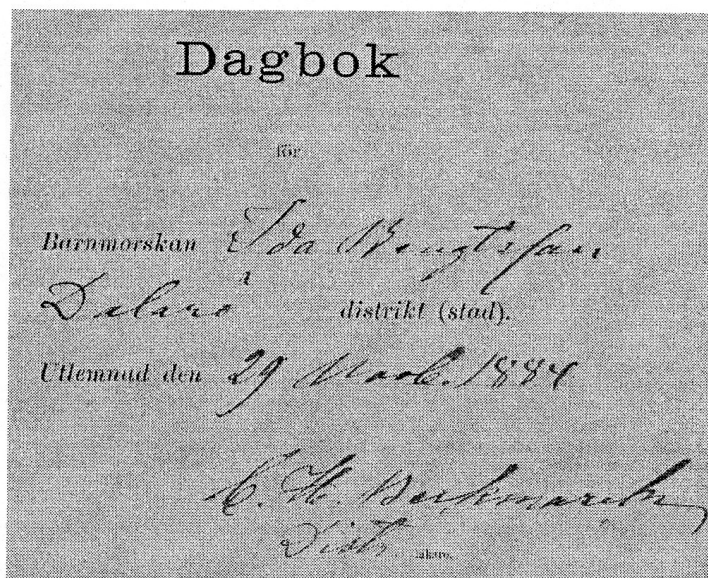 Dagbok
för
Barnmorskan Ida Bengtsson
Dalarö distrikt (stad).
Utlemnad den 29 1884
C. H.
Distr. läkare.